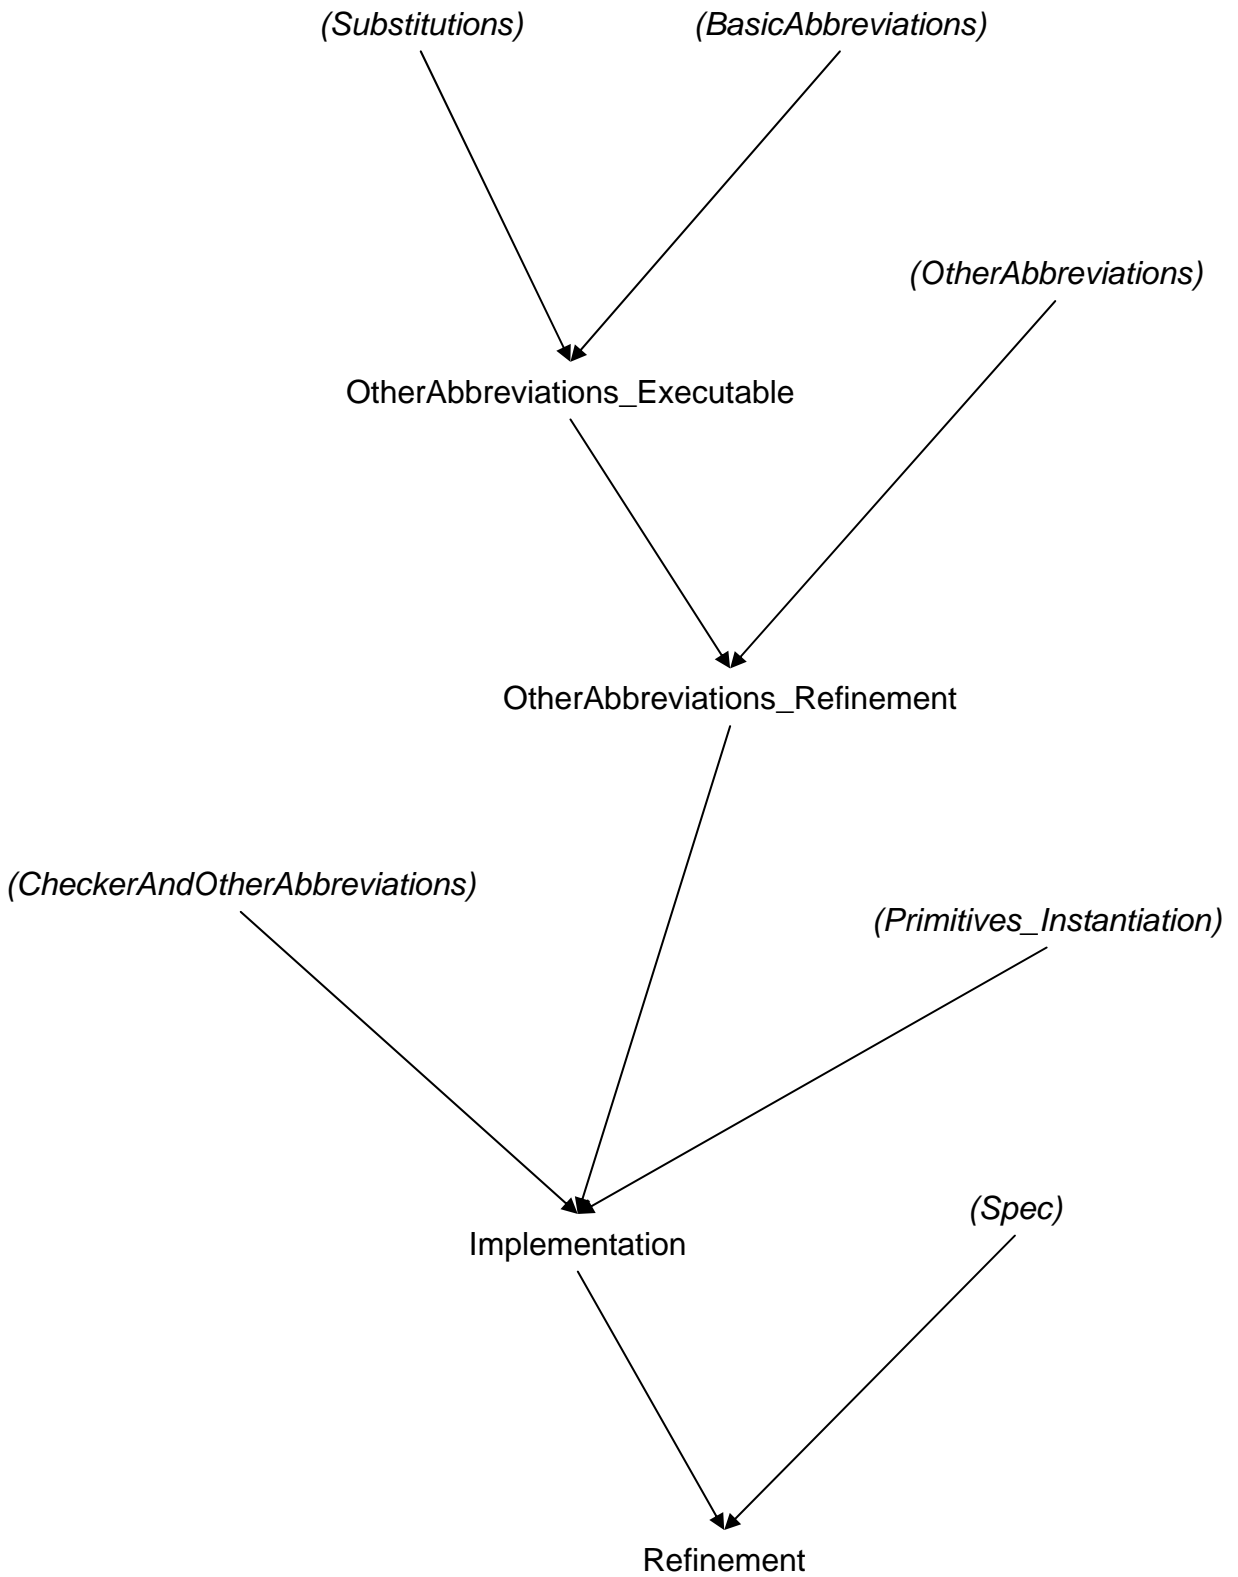 (Substitutions)
(BasicAbbreviations)
(OtherAbbreviations)
OtherAbbreviations_Executable
OtherAbbreviations_Refinement
(CheckerAndOtherAbbreviations)
(Primitives_Instantiation)
(Spec)
Implementation
Refinement